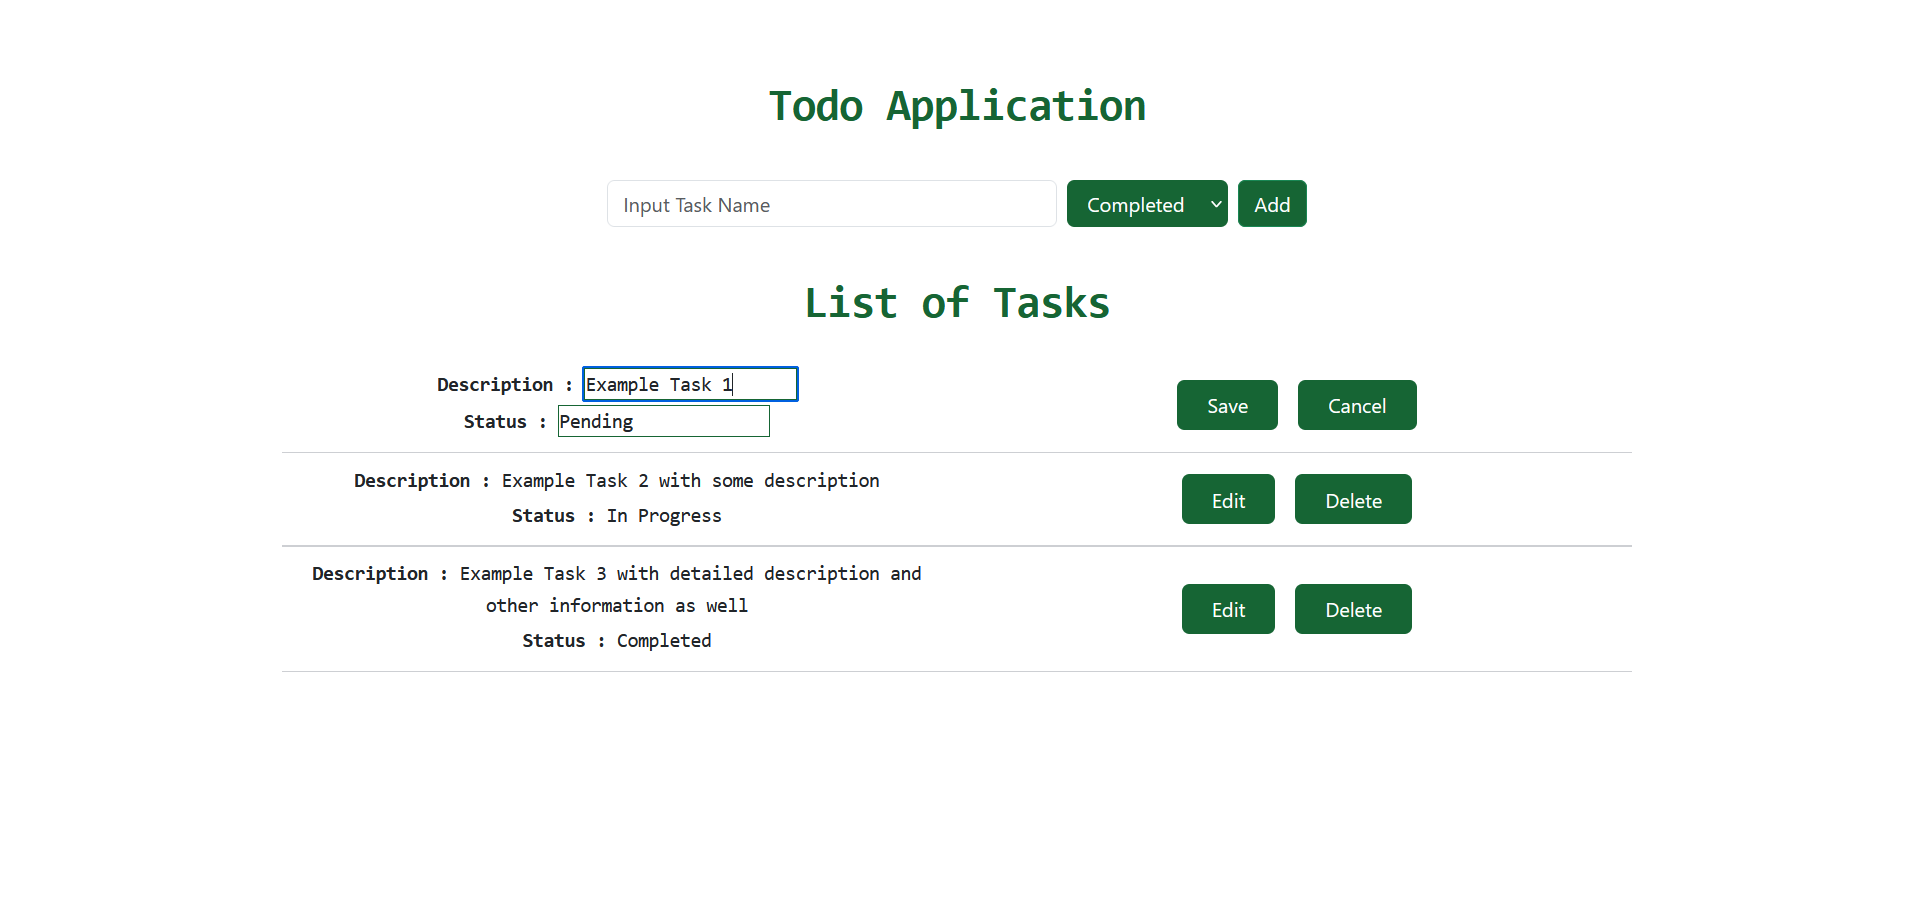 Todo Application
Input Task Name
Completed
Add
List of Tasks
Description : Example Task 1
Status : Pending
Save
Cancel
Description : Example Task 2 with some description
Status : In Progress
Edit
Delete
Description : Example Task 3 with detailed description and
other information as well
Status : Completed
Edit
Delete